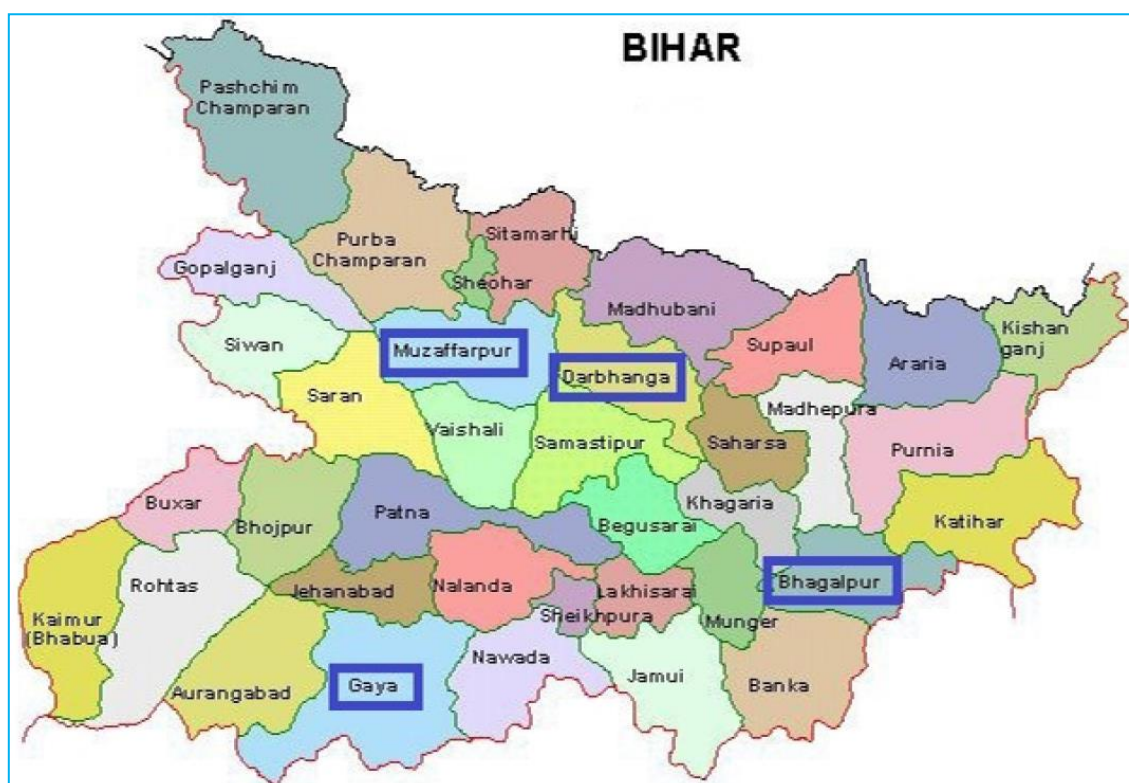 BIHAR
Pashchim
Champaran
Purba
Champaran
Sitamarhi
Sheohar
Gopalganj
Madhubani
Siwan
Muzaffarpur
Darbhanga
Supaul
Araria
Kishan
ganj
Saran
Vaishali
Samastipur
Saharsa
Madhepura
Purnia
Buxar
Bhojpur
Patna
Begusarai
Khagaria
Katihar
Rohtas
Jehanabad
Nalanda
Sheikhpura
Lakhisarai
Munger
Bhagalpur
Kaimur
(Bhabua)
Aurangabad
Gaya
Nawada
Jamui
Banka